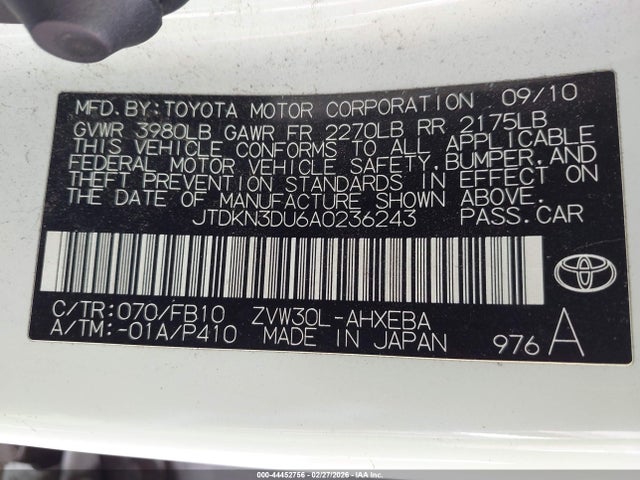 MFD.BY:TOYOTA MOTOR CORPORATION 09/10
GVWR 3980LB GAWR FR 2270LB RR 2175LB
THIS VEHICLE CONFORMS TO ALL APPLICABLE
FEDERAL MOTOR VEHICLE SAFETY,BUMPER,AND
THEFT PREVENTION STANDARDS IN EFFECT ON
THE DATE OF MANUFACTURE SHOWN ABOVE.
JTDKN3DU6A0236243 PASS.CAR
C/TR:070/FB10 ZVW30L-AHXEBA
A/TM:-01A/P410 MADE IN JAPAN 976 A
TOYOTA
000-44452756 | 02/27/2026 - IAA Inc.